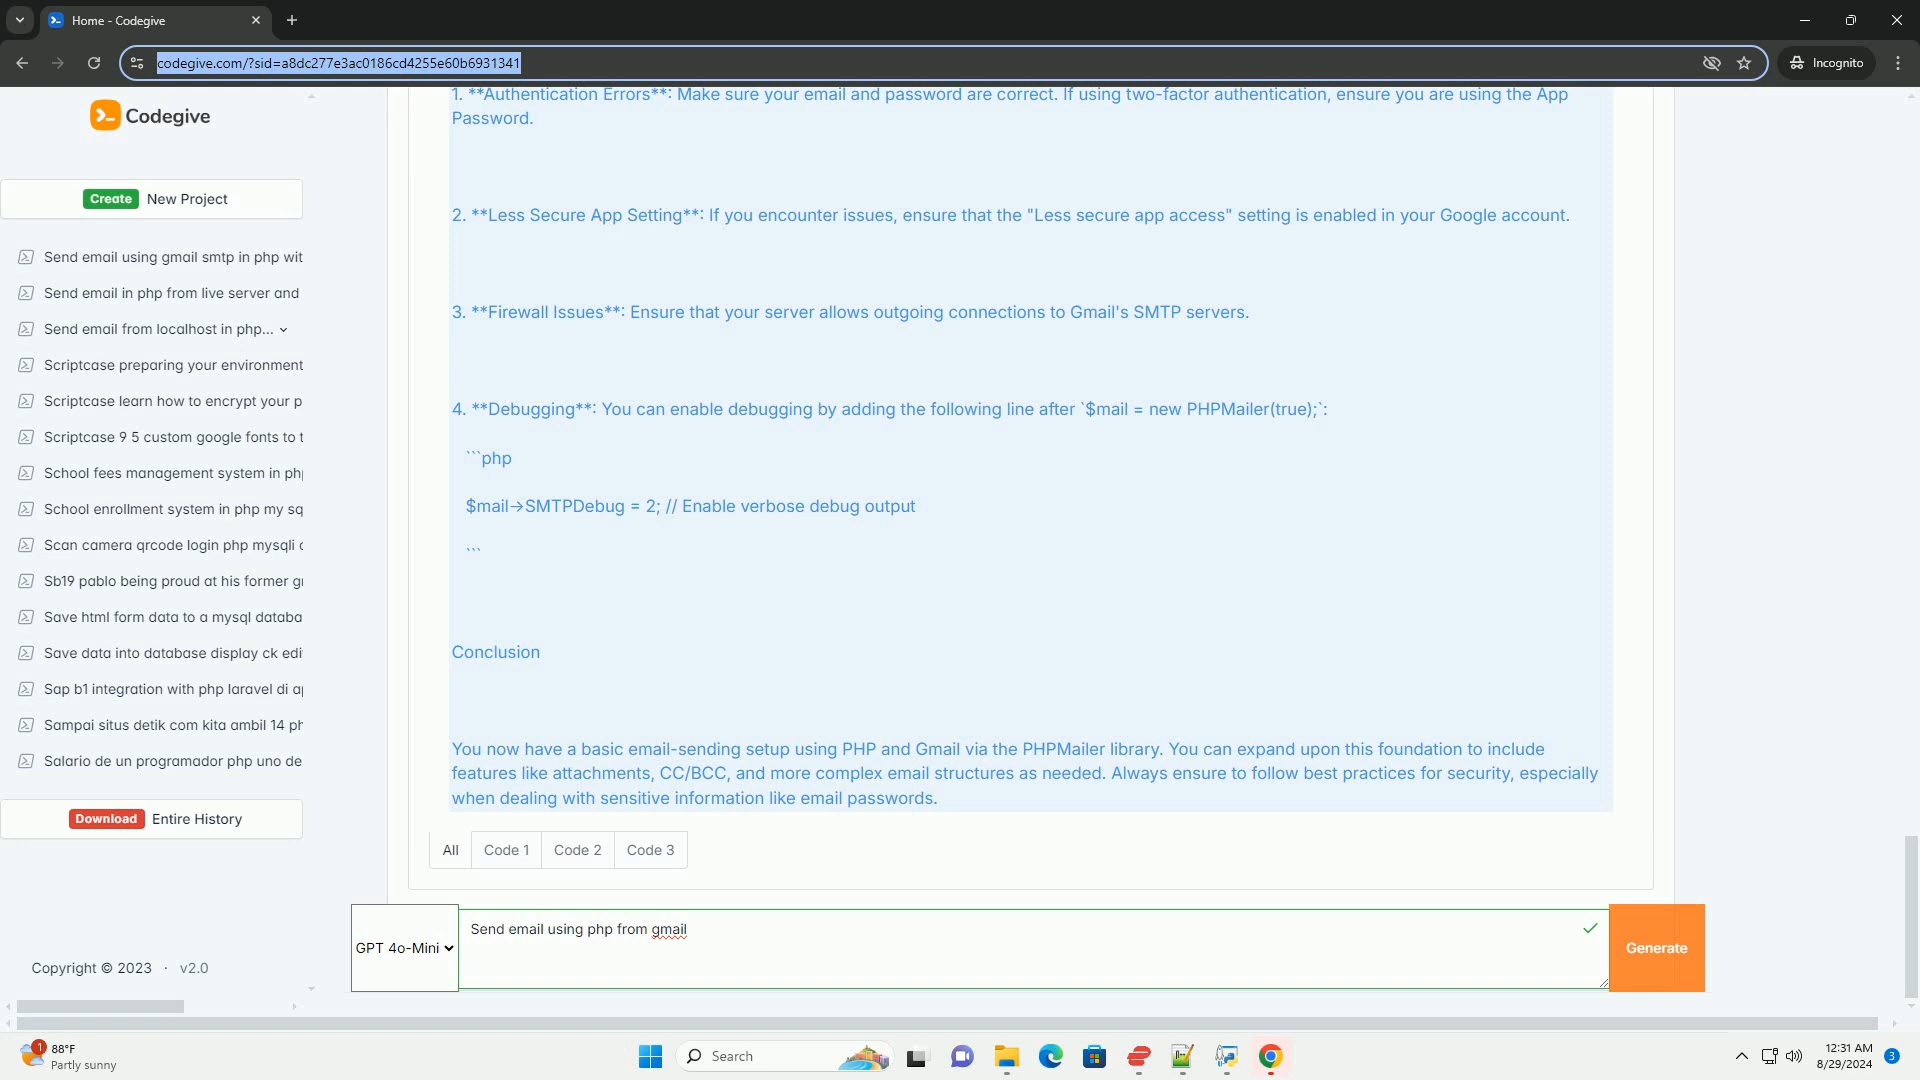 Home - Codegive
codegive.com/?sid=a8dc277e3ac0186cd4255e60b6931341
Incognito
Codegive
Create New Project
Send email using gmail smtp in php wit
Send email in php from live server and
Send email from localhost in php...
Scriptcase preparing your environment
Scriptcase learn how to encrypt your p
Scriptcase 9 5 custom google fonts to t
School fees management system in php
School enrollment system in php my sq
Scan camera qrcode login php mysqli c
Sb19 pablo being proud at his former gr
Save html form data to a mysql databa
Save data into database display ck edi
Sap b1 integration with php laravel di ap
Sampai situs detik com kita ambil 14 ph
Salario de un programador php uno de
Download Entire History
Copyright © 2023 · v2.0
1. **Authentication Errors**: Make sure your email and password are correct. If using two-factor authentication, ensure you are using the App
Password.
2. **Less Secure App Setting**: If you encounter issues, ensure that the "Less secure app access" setting is enabled in your Google account.
3. **Firewall Issues**: Ensure that your server allows outgoing connections to Gmail's SMTP servers.
4. **Debugging**: You can enable debugging by adding the following line after `$mail = new PHPMailer(true);`:
```php
$mail->SMTPDebug = 2; // Enable verbose debug output
```
Conclusion
You now have a basic email-sending setup using PHP and Gmail via the PHPMailer library. You can expand upon this foundation to include
features like attachments, CC/BCC, and more complex email structures as needed. Always ensure to follow best practices for security, especially
when dealing with sensitive information like email passwords.
All Code 1 Code 2 Code 3
GPT 4o-Mini
Send email using php from gmail
Generate
1
88°F
Partly sunny
Search
12:31 AM
8/29/2024
3